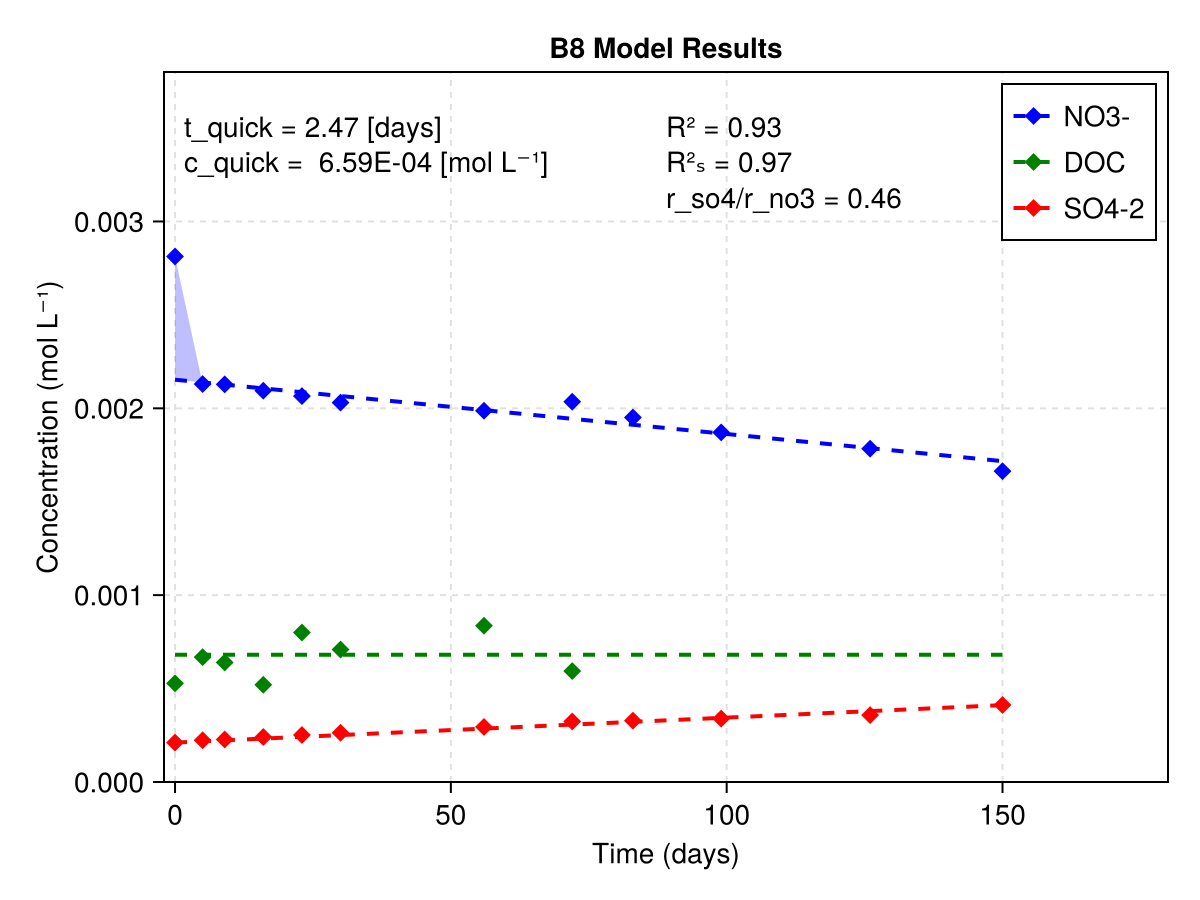 B8 Model Results
t_quick = 2.47 [days]
c_quick =  6.59E-04 [mol L⁻¹]
R² = 0.93
R²ₛ = 0.97
r_so4/r_no3 = 0.46
NO3-
DOC
SO4-2
Concentration (mol L⁻¹)
0.003
0.002
0.001
0.000
0
50
100
150
Time (days)